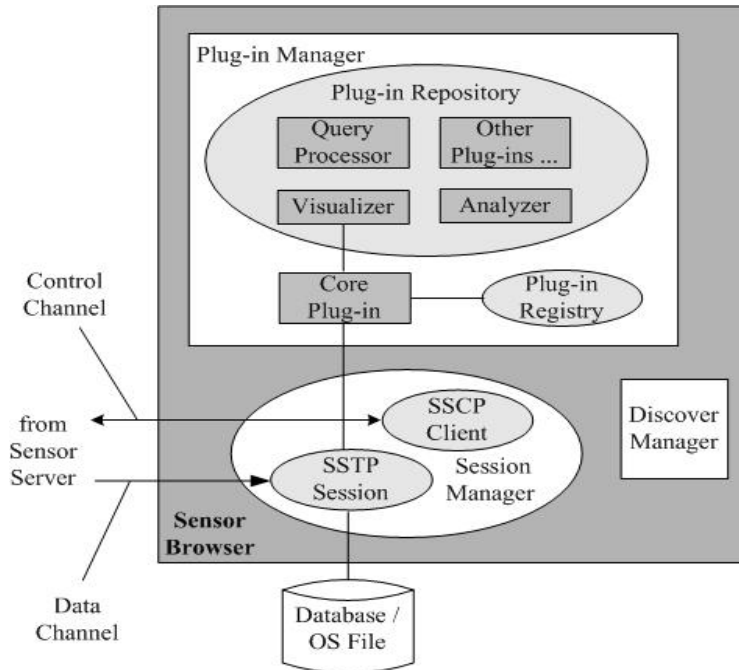 Plug-in Manager
Plug-in Repository
Query
Processor
Other
Plug-ins ...
Visualizer
Analyzer
Control
Channel
Core
Plug-in
Plug-in
Registry
from
Sensor
Server
SSCP
Client
Discover
Manager
SSTP
Session
Session
Manager
Sensor
Browser
Data
Channel
Database /
OS File